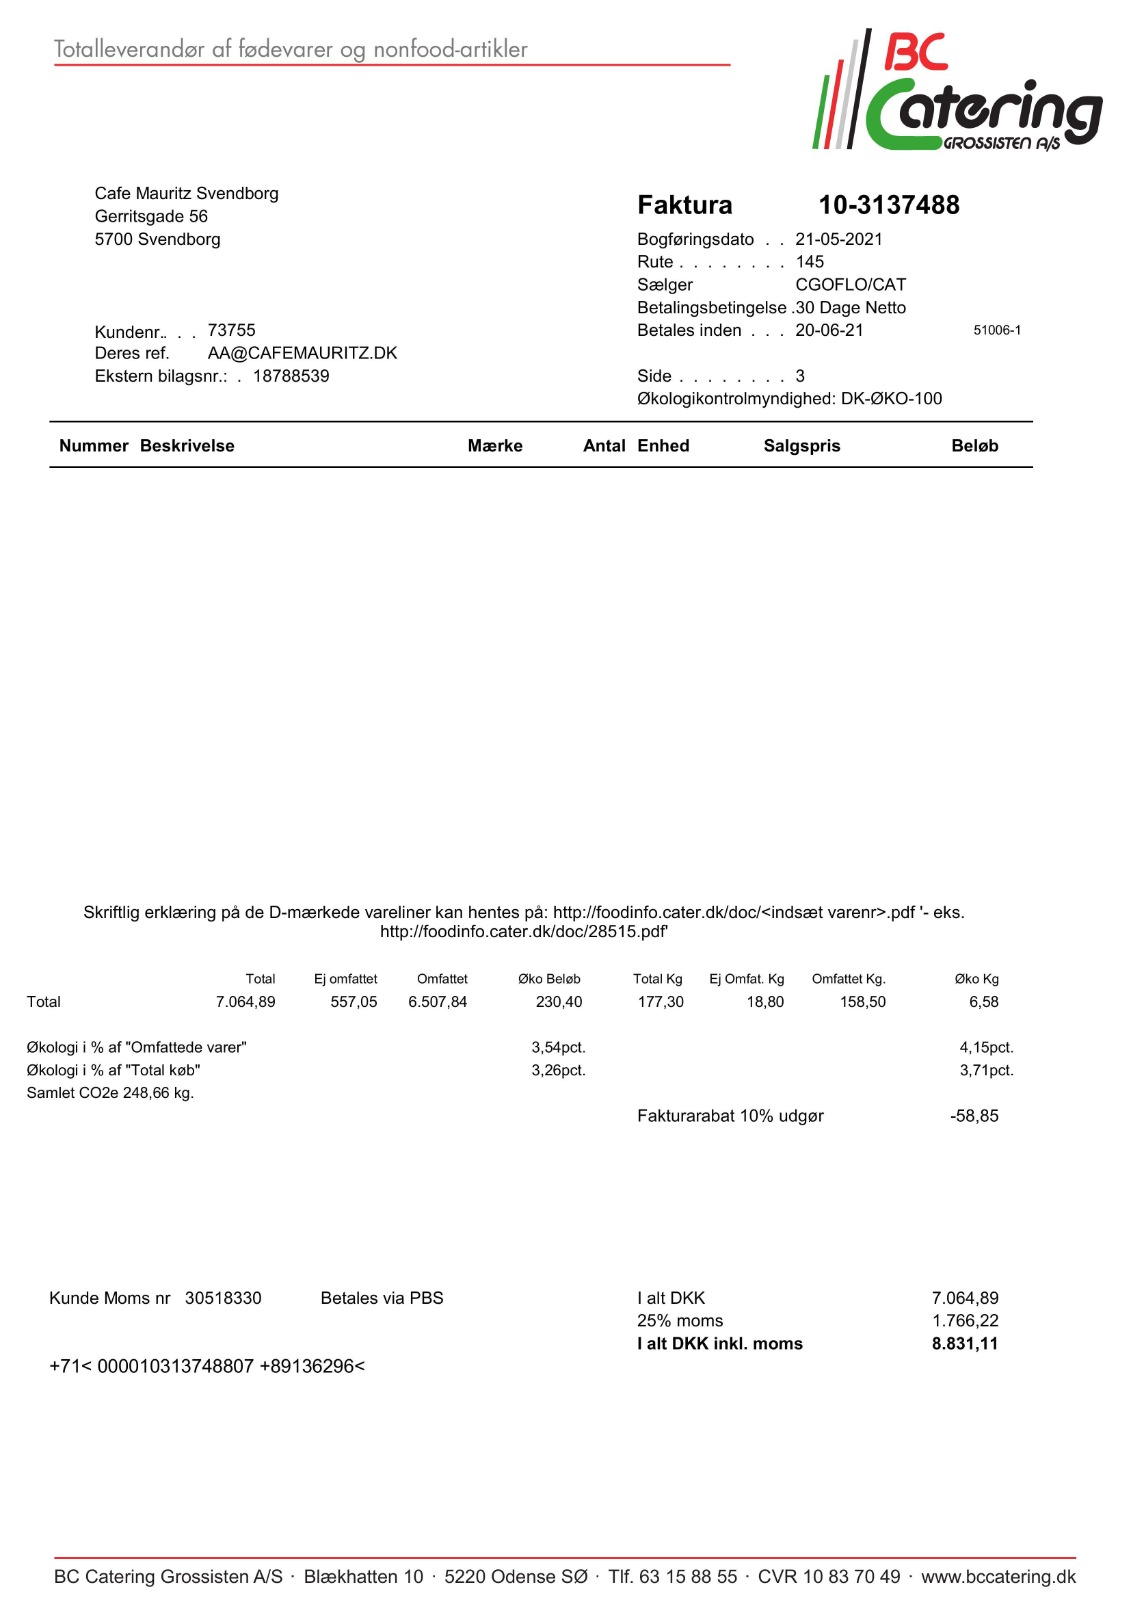 Totalleverandør af fødevarer og nonfood-artikler
BC
Catering
GROSSISTEN A/S
Cafe Mauritz Svendborg
Gerritsgade 56
5700 Svendborg
Faktura 10-3137488
Bogføringsdato . . 21-05-2021
Rute . . . . . . . . 145
Sælger CGOFLO/CAT
Betalingsbetingelse .30 Dage Netto
Kundenr.. . . 73755
Betales inden . . . 20-06-21 51006-1
Deres ref. AA@CAFEMAURITZ.DK
Ekstern bilagsnr.: . 18788539
Side . . . . . . . . 3
Økologikontrolmyndighed: DK-ØKO-100
Nummer Beskrivelse Mærke Antal Enhed Salgspris Beløb
Skriftlig erklæring på de D-mærkede vareliner kan hentes på: http://foodinfo.cater.dk/doc/<indsæt varenr>.pdf '- eks.
http://foodinfo.cater.dk/doc/28515.pdf'
Total Ej omfattet Omfattet Øko Beløb Total Kg Ej Omfat. Kg Omfattet Kg. Øko Kg
Total 7.064,89 557,05 6.507,84 230,40 177,30 18,80 158,50 6,58
Økologi i % af "Omfattede varer" 3,54pct. 4,15pct.
Økologi i % af "Total køb" 3,26pct. 3,71pct.
Samlet CO2e 248,66 kg.
Fakturarabat 10% udgør -58,85
Kunde Moms nr 30518330 Betales via PBS I alt DKK 7.064,89
25% moms 1.766,22
I alt DKK inkl. moms 8.831,11
+71< 000010313748807 +89136296<
BC Catering Grossisten A/S · Blækhatten 10 · 5220 Odense SØ · Tlf. 63 15 88 55 · CVR 10 83 70 49 · www.bccatering.dk